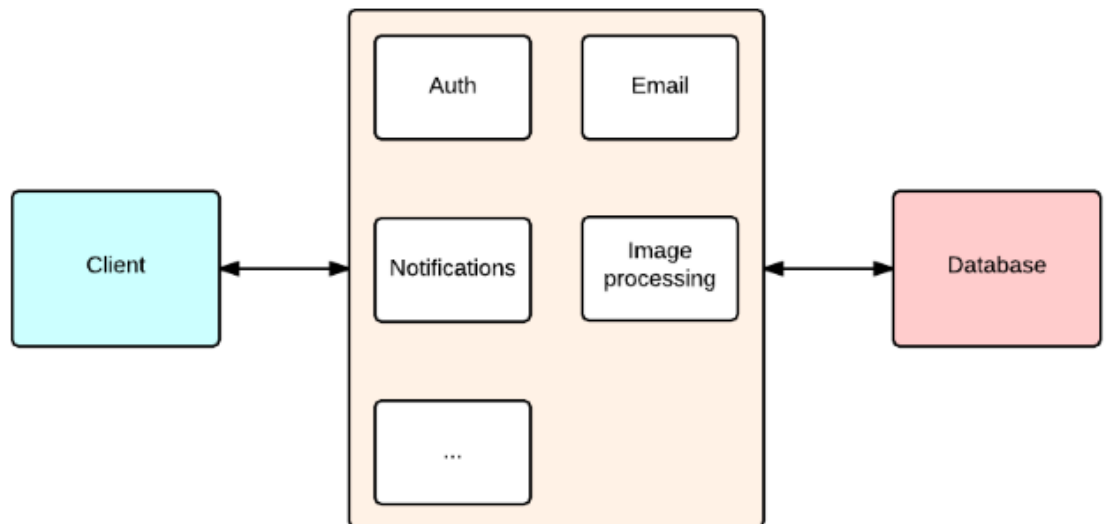 Auth
Email
Client
Notifications
Image
processing
Database
...